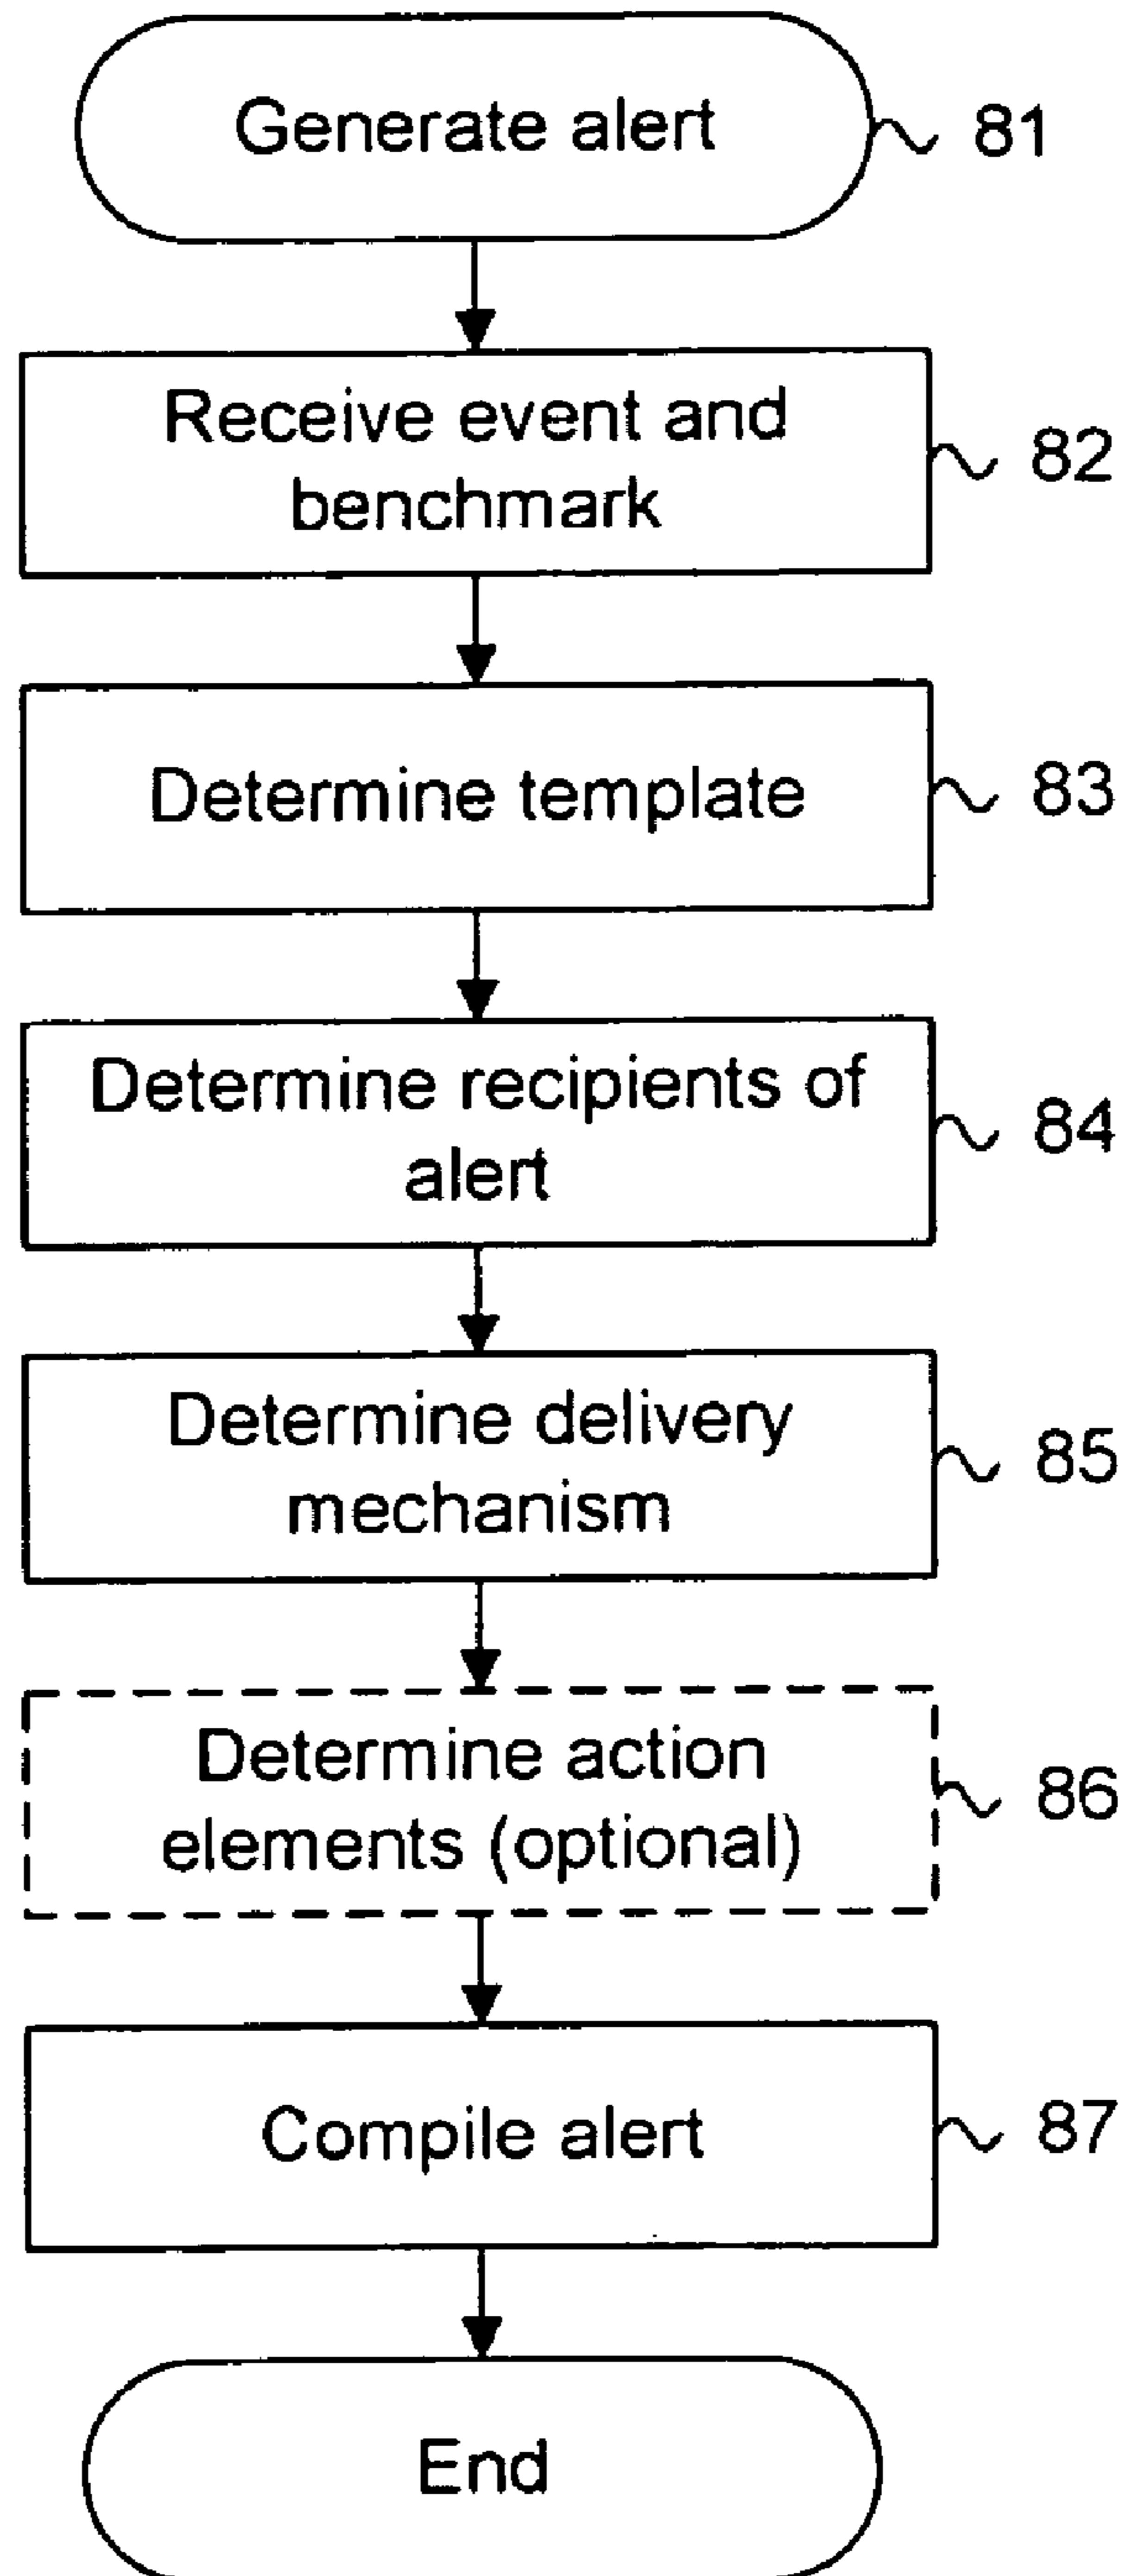 Generate alert
81
Receive event and
benchmark
82
Determine template
83
Determine recipients of
alert
84
Determine delivery
mechanism
85
Determine action
elements (optional)
86
Compile alert
87
End